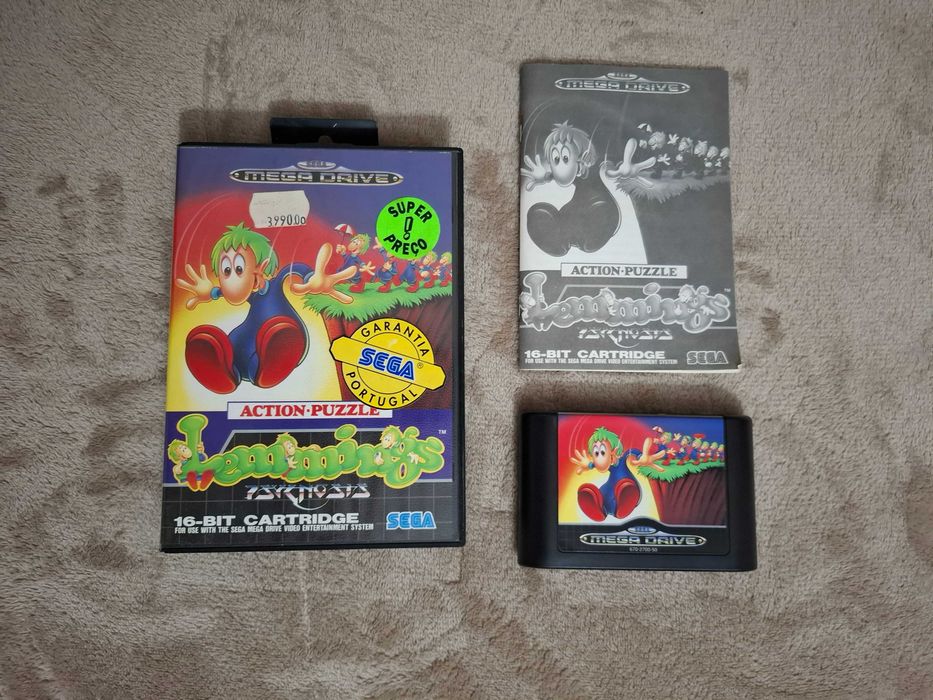 SEGA
MEGA DRIVE
3990.00
SUPER
!
PREÇO
GARANTIA
SEGA®
PORTUGAL
ACTION·PUZZLE
Lemmings™
PSYGNOSIS
16-BIT CARTRIDGE
FOR USE WITH THE SEGA MEGA DRIVE VIDEO ENTERTAINMENT SYSTEM
SEGA
SEGA
MEGA DRIVE
ACTION·PUZZLE
Lemmings™
PSYGNOSIS
16-BIT CARTRIDGE
FOR USE WITH THE SEGA MEGA DRIVE VIDEO ENTERTAINMENT SYSTEM
SEGA
SEGA
MEGA DRIVE
670-2700-50